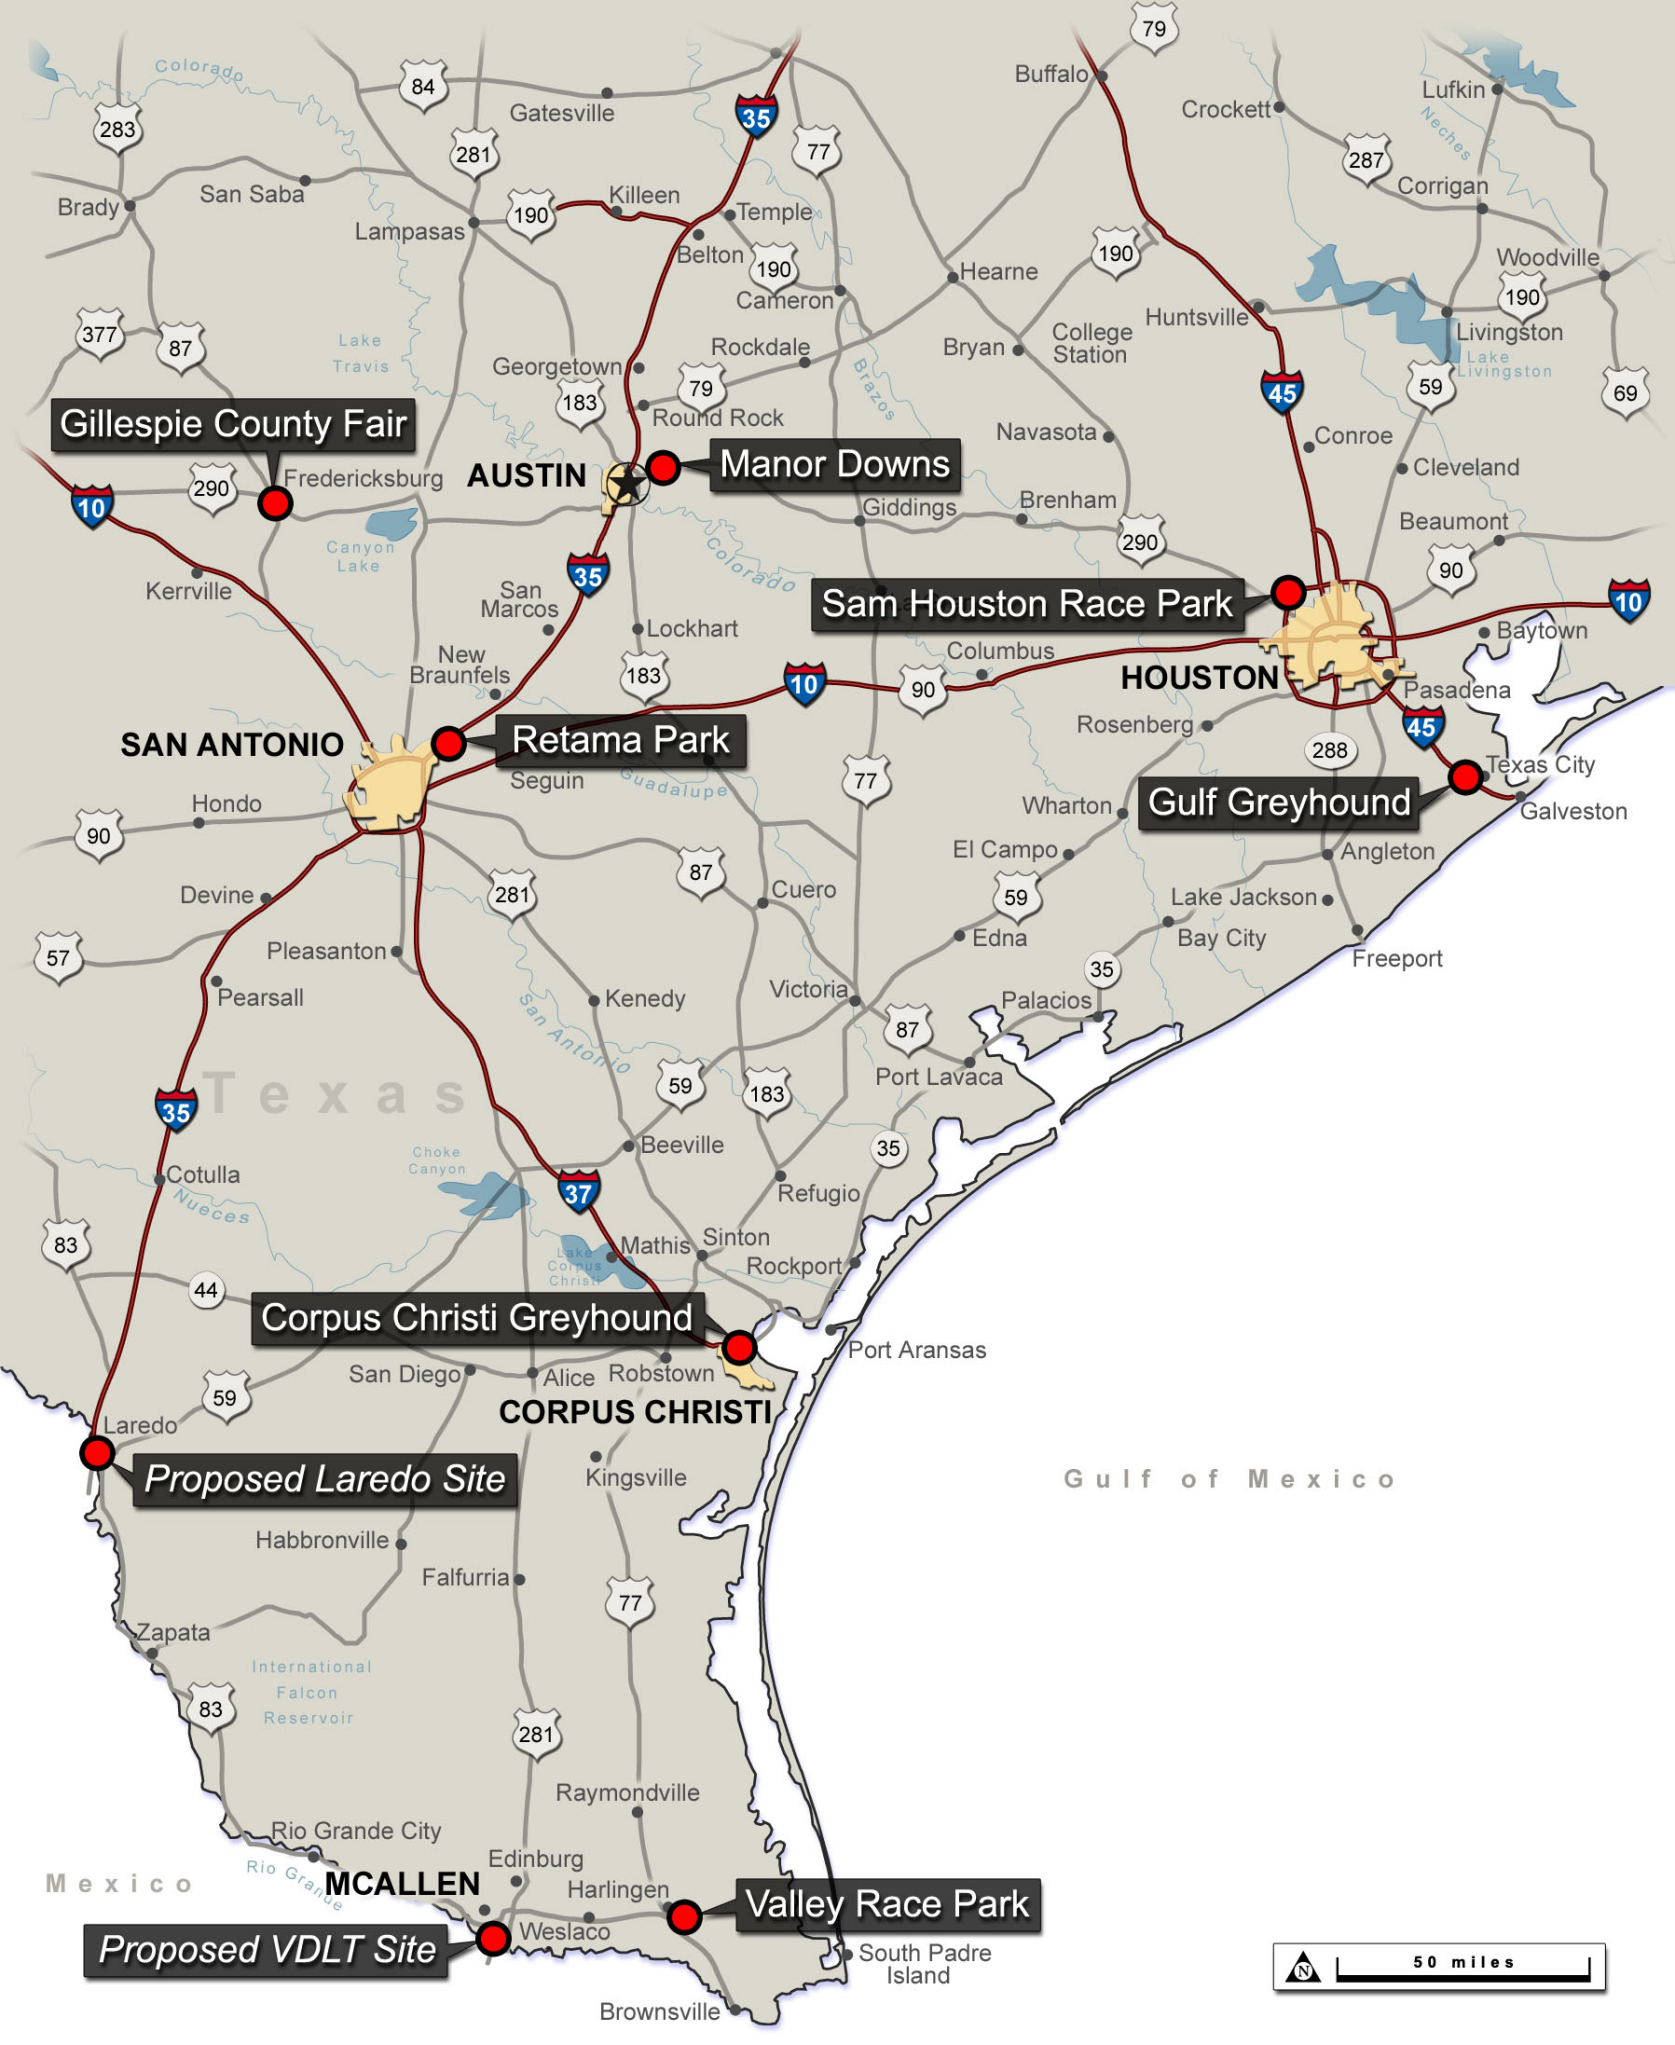 79
Buffalo
Colorado
84
Gatesville
35
Crockett
Lufkin
Neches
283
281
77
287
San Saba
Brady
Killeen
190
Temple
Corrigan
Lampasas
Belton
190
190
Woodville
Cameron
Hearne
190
Huntsville
Livingston
377
87
Lake
Travis
Georgetown
Rockdale
Bryan
College
Station
Lake
Livingston
183
79
Brazos
45
59
69
Gillespie County Fair
Round Rock
Navasota
Conroe
Cleveland
Fredericksburg
AUSTIN
Manor Downs
10
290
Giddings
Brenham
290
Beaumont
Canyon
Lake
Colorado
35
90
Kerrville
San
Marcos
Sam Houston Race Park
10
Lockhart
Baytown
New
Braunfels
183
10
90
Columbus
HOUSTON
Pasadena
SAN ANTONIO
Retama Park
Rosenberg
45
288
Texas City
Seguin
Guadalupe
77
Gulf Greyhound
Galveston
Hondo
90
Wharton
El Campo
Angleton
87
Cuero
281
59
Lake Jackson
Devine
Edna
Bay City
57
Pleasanton
Freeport
35
Pearsall
Kenedy
Victoria
Palacios
San Antonio
87
Port Lavaca
Texas
35
59
183
Beeville
35
Choke
Canyon
Cotulla
Nueces
37
Refugio
83
Lake
Corpus
Christi
Mathis
Sinton
Rockport
44
Corpus Christi Greyhound
Port Aransas
San Diego
Alice
Robstown
59
CORPUS CHRISTI
Laredo
Proposed Laredo Site
Kingsville
Gulf of Mexico
Habbronville
Falfurria
77
Zapata
International
Falcon
Reservoir
83
281
Raymondville
Rio Grande City
Rio Grande
Mexico
MCALLEN
Edinburg
Harlingen
Valley Race Park
Weslaco
Proposed VDLT Site
South Padre
Island
N
50 miles
Brownsville